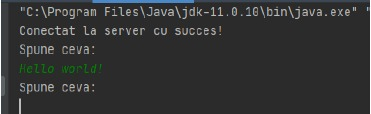 "C:\Program Files\Java\jdk-11.0.10\bin\java.exe" "
Conectat la server cu succes!
Spune ceva:
Hello world!
Spune ceva: